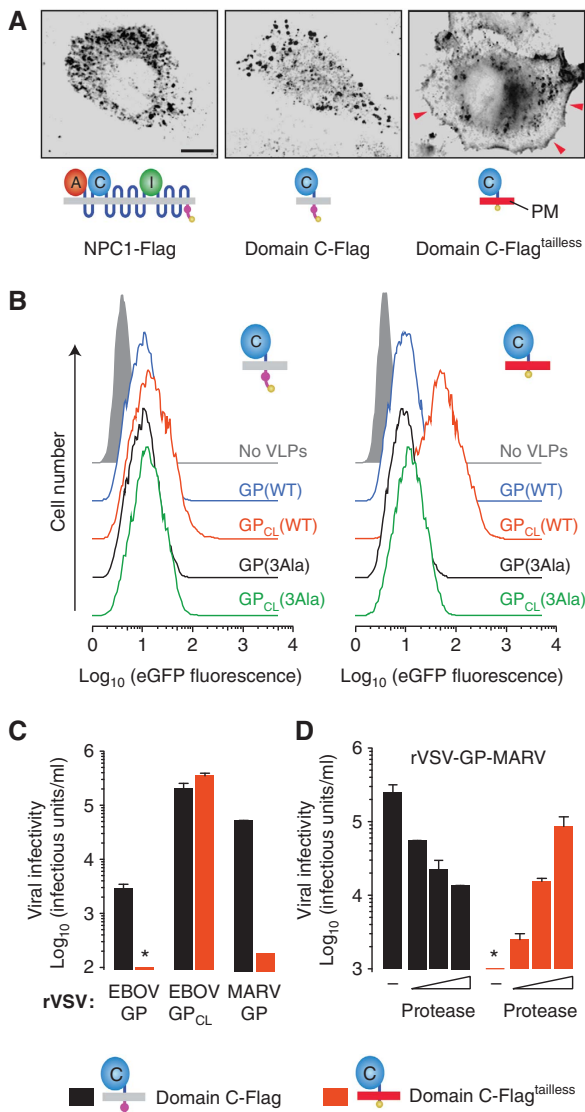 A
A C I
C
C
PM
NPC1-Flag
Domain C-Flag
Domain C-Flag^tailless
B
C
C
Cell number
No VLPs
GP(WT)
GP_CL(WT)
GP(3Ala)
GP_CL(3Ala)
No VLPs
GP(WT)
GP_CL(WT)
GP(3Ala)
GP_CL(3Ala)
0 1 2 3 4
0 1 2 3 4
Log₁₀ (eGFP fluorescence)
Log₁₀ (eGFP fluorescence)
C
Viral infectivity
Log₁₀ (infectious units/ml)
6
5
4
3
2
*
rVSV:
EBOV GP
EBOV GP_CL
MARV GP
D
rVSV-GP-MARV
Viral infectivity
Log₁₀ (infectious units/ml)
6
5
4
3
*
– –
Protease Protease
C Domain C-Flag
C Domain C-Flag^tailless